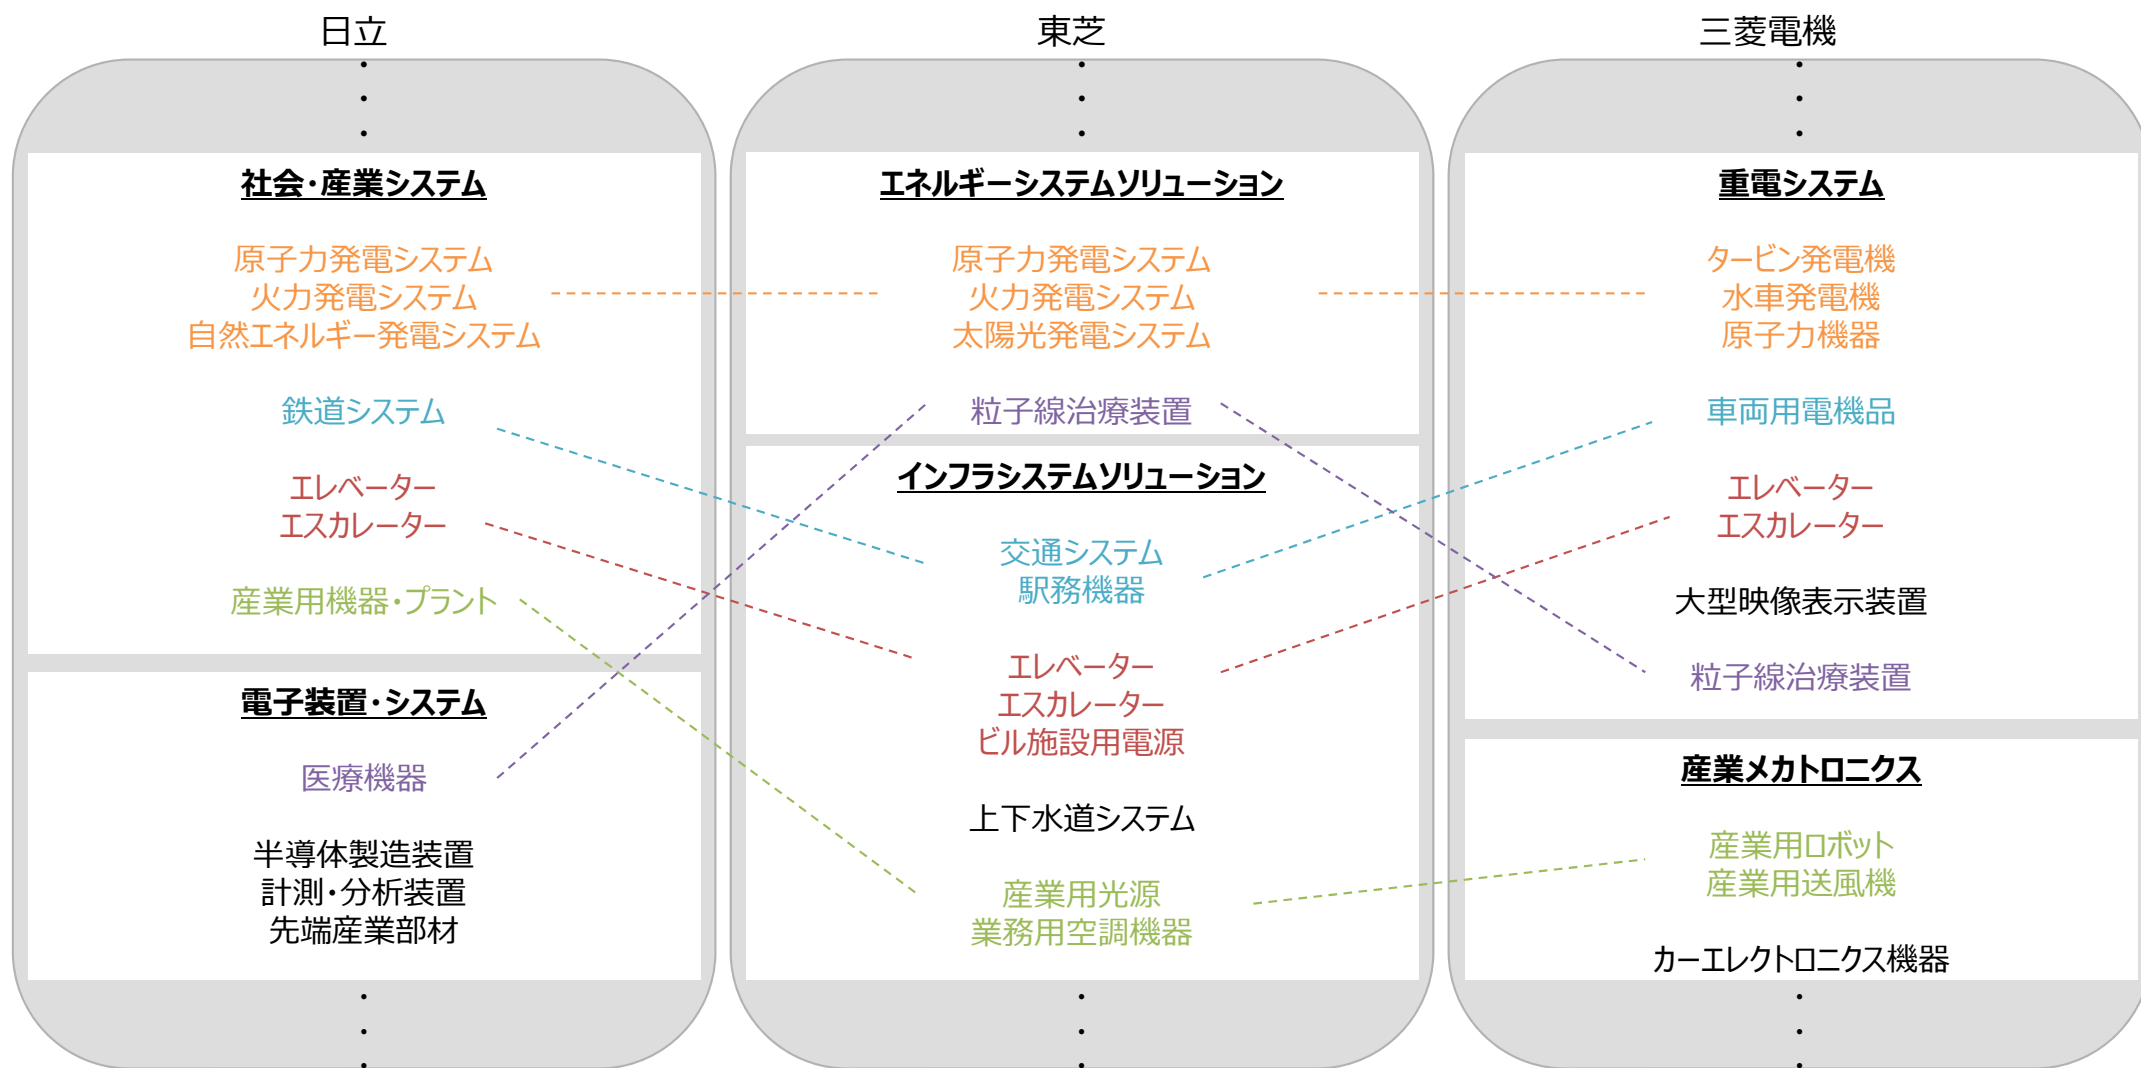 日立
社会・産業システム
原子力発電システム
火力発電システム
自然エネルギー発電システム
鉄道システム
エレベーター
エスカレーター
産業用機器・プラント
電子装置・システム
医療機器
半導体製造装置
計測・分析装置
先端産業部材
東芝
エネルギーシステムソリューション
原子力発電システム
火力発電システム
太陽光発電システム
粒子線治療装置
インフラシステムソリューション
交通システム
駅務機器
エレベーター
エスカレーター
ビル施設用電源
上下水道システム
産業用光源
業務用空調機器
三菱電機
重電システム
タービン発電機
水車発電機
原子力機器
車両用電機品
エレベーター
エスカレーター
大型映像表示装置
粒子線治療装置
産業メカトロニクス
産業用ロボット
産業用送風機
カーエレクトロニクス機器